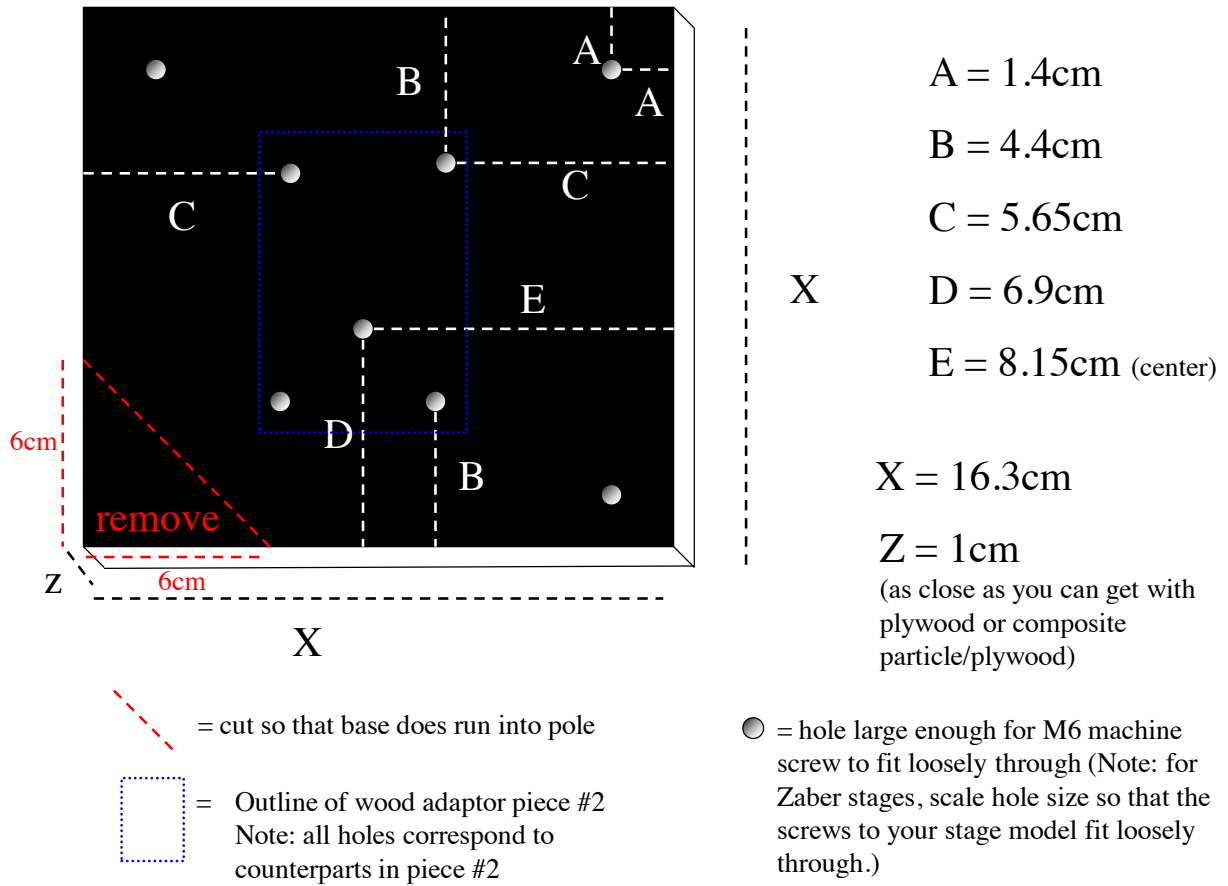 A
B
A
C
C
E
D
B
6cm
remove
z
6cm
X
X
A = 1.4cm
B = 4.4cm
C = 5.65cm
D = 6.9cm
E = 8.15cm (center)
X = 16.3cm
Z = 1cm
(as close as you can get with
plywood or composite
particle/plywood)
= cut so that base does run into pole
= Outline of wood adaptor piece #2
Note: all holes correspond to
counterparts in piece #2
= hole large enough for M6 machine
screw to fit loosely through (Note: for
Zaber stages, scale hole size so that the
screws to your stage model fit loosely
through.)